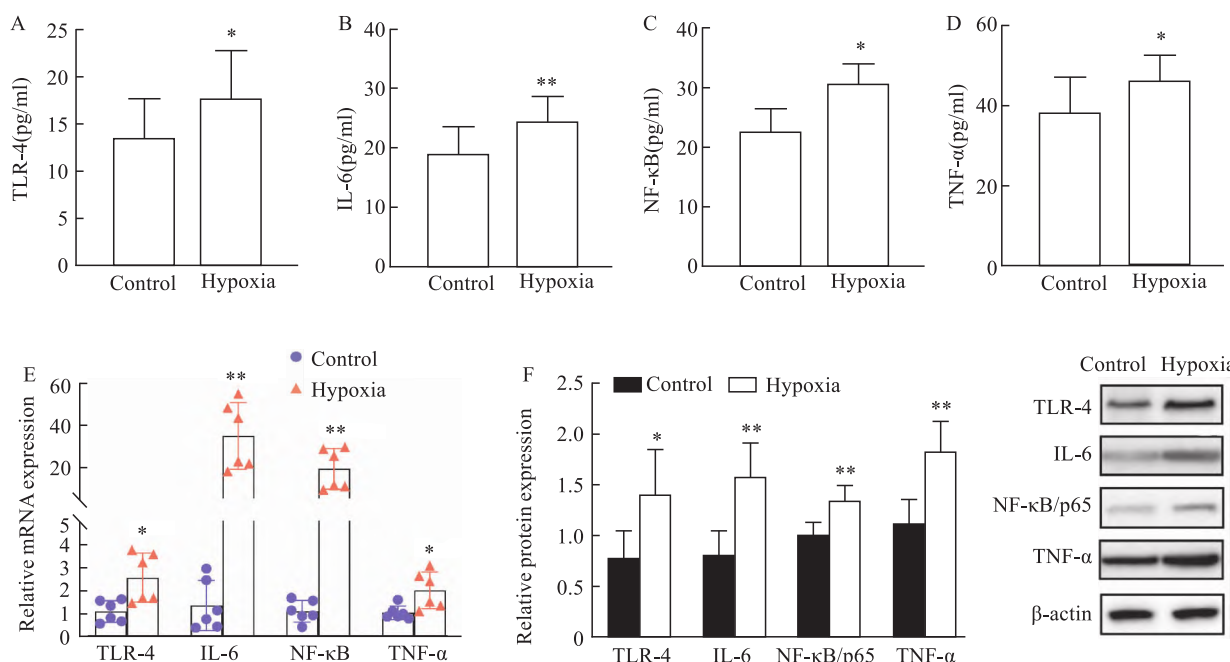 A
TLR-4(pg/ml)
25
20
15
10
5
0
*
Control Hypoxia
B
IL-6(pg/ml)
40
30
20
10
0
**
Control Hypoxia
C
NF-κB(pg/ml)
40
30
20
10
0
*
Control Hypoxia
D
TNF-α(pg/ml)
60
40
20
0
*
Control Hypoxia
E
Control
Hypoxia
Relative mRNA expression
60
40
20
5
4
3
2
1
0
*
**
**
*
TLR-4 IL-6 NF-κB TNF-α
F
Control Hypoxia
Relative protein expression
2.5
2.0
1.5
1.0
0.5
0
*
**
**
**
TLR-4 IL-6 NF-κB/p65 TNF-α
Control Hypoxia
TLR-4
IL-6
NF-κB/p65
TNF-α
β-actin